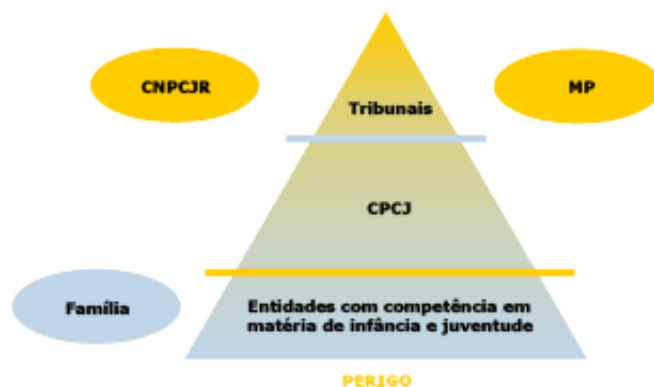 CNPCJR
MP
Tribunais
CPCJ
Família
Entidades com competência em
matéria de infância e juventude
PERIGO